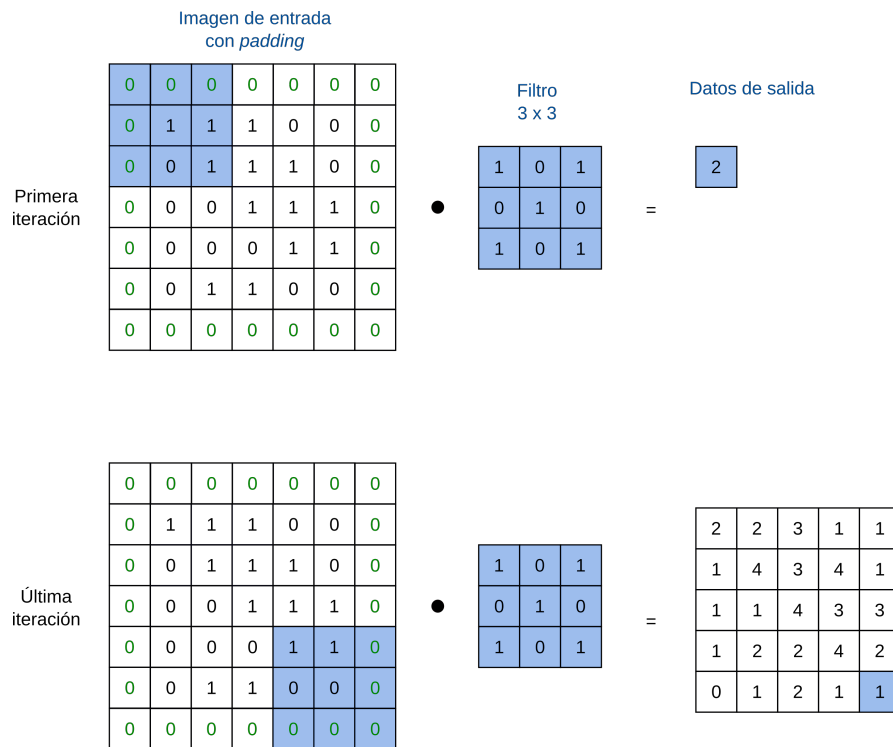 Imagen de entrada
con padding
Filtro
3 x 3
Datos de salida
Primera
iteración
0 0 0 0 0 0 0
0 1 1 1 0 0 0
0 0 1 1 1 0 0
0 0 0 1 1 1 0
0 0 0 0 1 1 0
0 0 1 1 0 0 0
0 0 0 0 0 0 0
●
1 0 1
0 1 0
1 0 1
=
2
Última
iteración
0 0 0 0 0 0 0
0 1 1 1 0 0 0
0 0 1 1 1 0 0
0 0 0 1 1 1 0
0 0 0 0 1 1 0
0 0 1 1 0 0 0
0 0 0 0 0 0 0
●
1 0 1
0 1 0
1 0 1
=
2 2 3 1 1
1 4 3 4 1
1 1 4 3 3
1 2 2 4 2
0 1 2 1 1